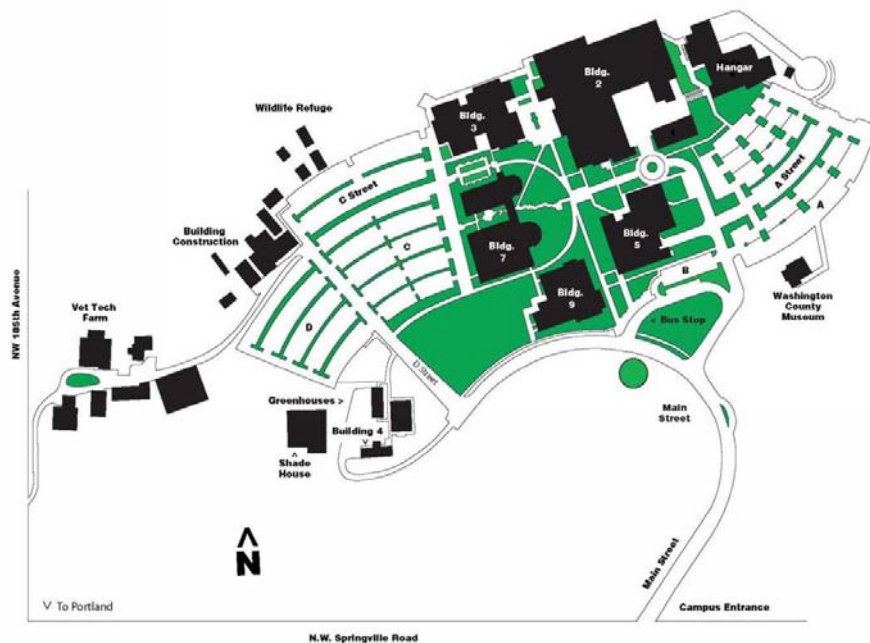 Hangar
Bldg.
2
Wildlife Refuge
Bldg.
3
C Street
A Street
A
Building
Construction
C
Bldg.
7
Bldg.
5
B
Washington
County
Musoum
Bldg.
9
< Bus Stop
Vet Tech
Farm
D
D Street
NW 185th Avenue
Greenhouses >
Main
Street
Building 4
V
^
Shade
House
^
N
Main Street
V To Portland
Campus Entrance
N.W. Springville Road